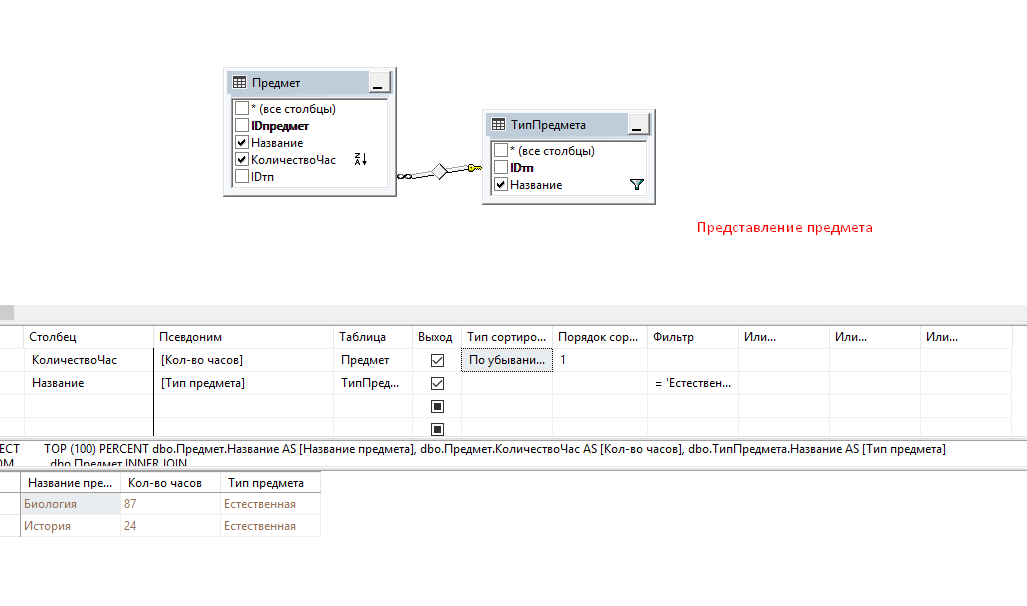 Предмет
* (все столбцы)
IDпредмет
Название
КоличествоЧас
IDтп
ТипПредмета
* (все столбцы)
IDтп
Название
Представление предмета
Столбец Псевдоним Таблица Выход Тип сортиро... Порядок сор... Фильтр Или... Или... Или...
КоличествоЧас [Кол-во часов] Предмет По убывани... 1
Название [Тип предмета] ТипПред... = 'Естествен...
ECT TOP (100) PERCENT dbo.Предмет.Название AS [Название предмета], dbo.Предмет.КоличествоЧас AS [Кол-во часов], dbo.ТипПредмета.Название AS [Тип предмета]
OM dbo.Предмет INNER JOIN
Название пре... Кол-во часов Тип предмета
Биология 87 Естественная
История 24 Естественная